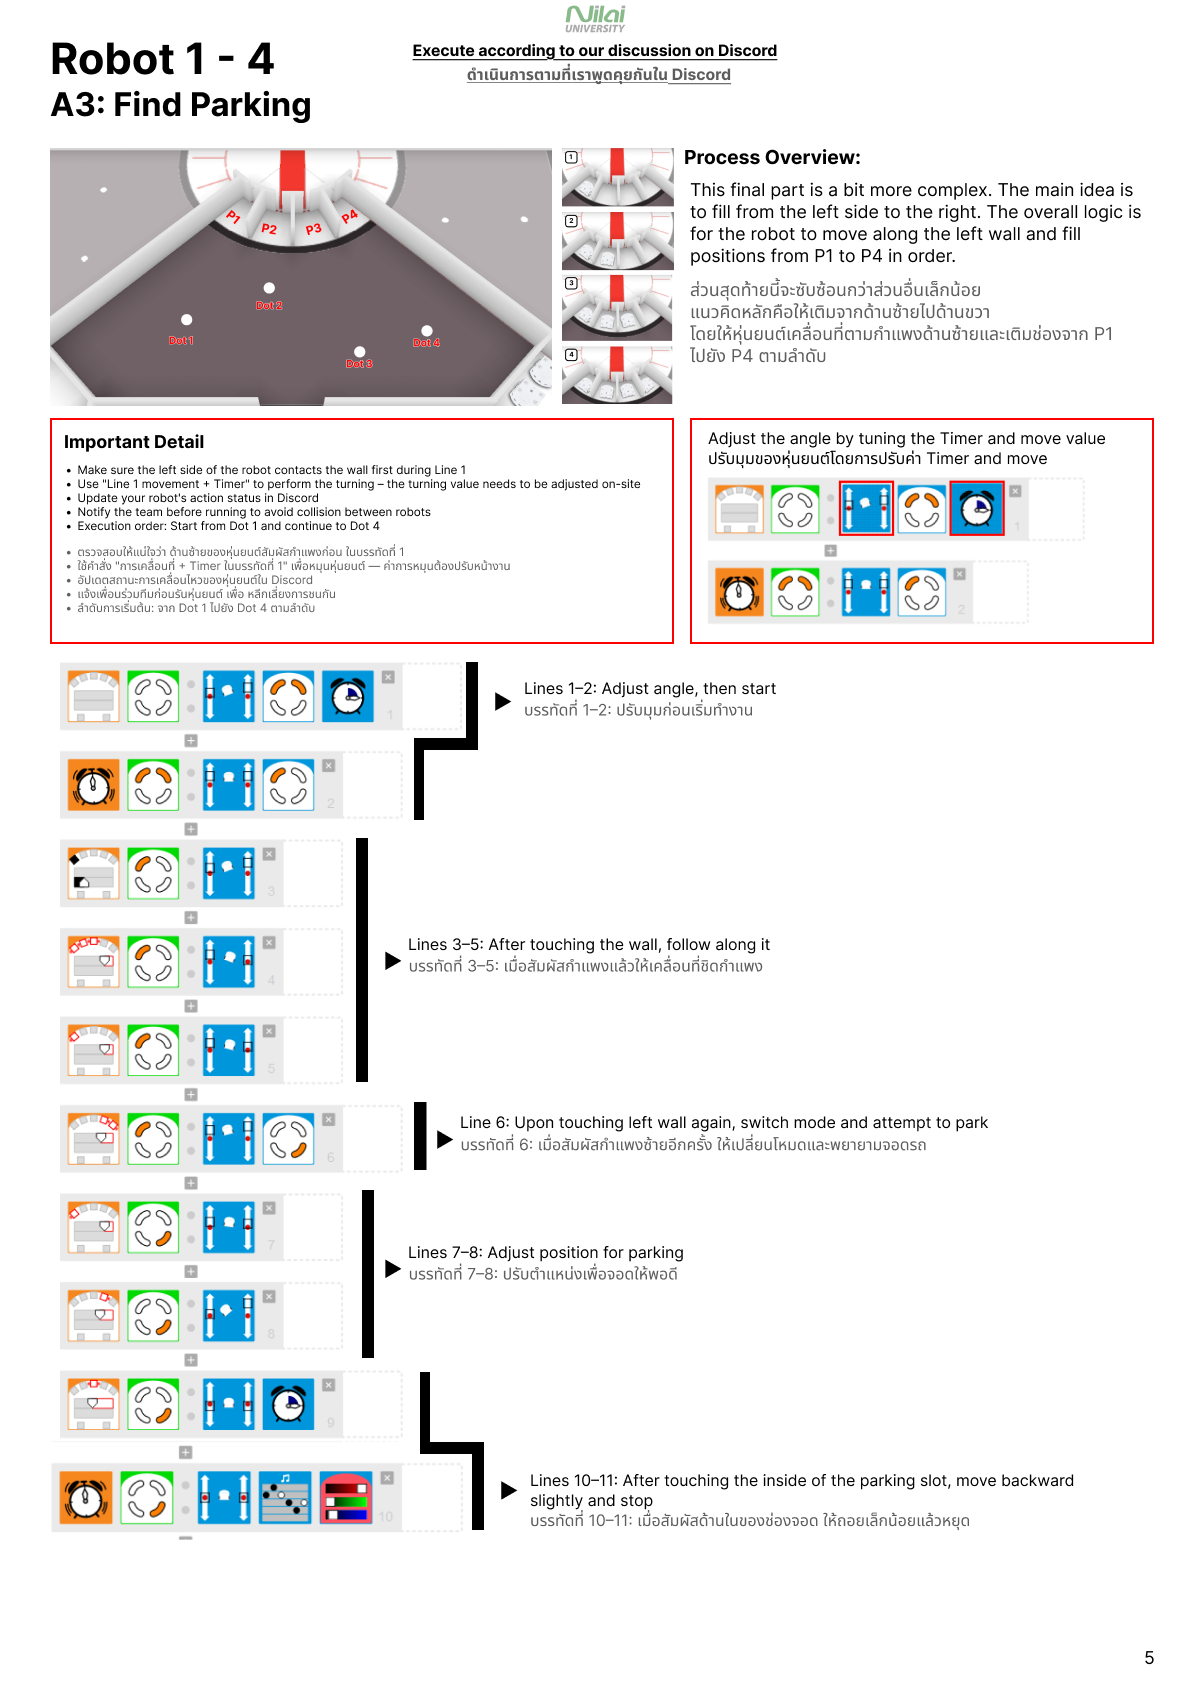 Nilai
UNIVERSITY
Robot 1 - 4
A3: Find Parking
Execute according to our discussion on Discord
ดำเนินการตามที่เราพูดคุยกันใน Discord
P1
P2
P3
P4
Dot 1
Dot 2
Dot 3
Dot 4
1
2
3
4
Process Overview:
This final part is a bit more complex. The main idea is
to fill from the left side to the right. The overall logic is
for the robot to move along the left wall and fill
positions from P1 to P4 in order.
ส่วนสุดท้ายนี้จะซับซ้อนกว่าส่วนอื่นเล็กน้อย
แนวคิดหลักคือให้เติมจากด้านซ้ายไปด้านขวา
โดยให้หุ่นยนต์เคลื่อนที่ตามกำแพงด้านซ้ายและเติมช่องจาก P1
ไปยัง P4 ตามลำดับ
Important Detail
• Make sure the left side of the robot contacts the wall first during Line 1
• Use "Line 1 movement + Timer" to perform the turning – the turning value needs to be adjusted on-site
• Update your robot's action status in Discord
• Notify the team before running to avoid collision between robots
• Execution order: Start from Dot 1 and continue to Dot 4
• ตรวจสอบให้แน่ใจว่า ด้านซ้ายของหุ่นยนต์สัมผัสกำแพงก่อน ในบรรทัดที่ 1
• ใช้คำสั่ง "การเคลื่อนที่ + Timer ในบรรทัดที่ 1" เพื่อหมุนหุ่นยนต์ — ค่าการหมุนต้องปรับหน้างาน
• อัปเดตสถานะการเคลื่อนไหวของหุ่นยนต์ใน Discord
• แจ้งเพื่อนร่วมทีมก่อนรันหุ่นยนต์ เพื่อ หลีกเลี่ยงการชนกัน
• ลำดับการเริ่มต้น: จาก Dot 1 ไปยัง Dot 4 ตามลำดับ
Adjust the angle by tuning the Timer and move value
ปรับมุมของหุ่นยนต์โดยการปรับค่า Timer and move
1
2
1
Lines 1–2: Adjust angle, then start
บรรทัดที่ 1–2: ปรับมุมก่อนเริ่มทำงาน
2
3
4
Lines 3–5: After touching the wall, follow along it
บรรทัดที่ 3–5: เมื่อสัมผัสกำแพงแล้วให้เคลื่อนที่ชิดกำแพง
5
6
Line 6: Upon touching left wall again, switch mode and attempt to park
บรรทัดที่ 6: เมื่อสัมผัสกำแพงซ้ายอีกครั้ง ให้เปลี่ยนโหมดและพยายามจอดรถ
7
Lines 7–8: Adjust position for parking
บรรทัดที่ 7–8: ปรับตำแหน่งเพื่อจอดให้พอดี
8
9
10
Lines 10–11: After touching the inside of the parking slot, move backward
slightly and stop
บรรทัดที่ 10–11: เมื่อสัมผัสด้านในของช่องจอด ให้ถอยเล็กน้อยแล้วหยุด
5